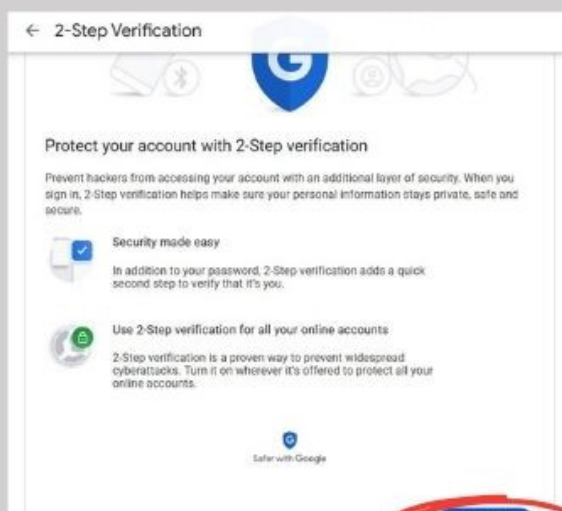 ← 2-Step Verification
G
Protect your account with 2-Step verification
Prevent hackers from accessing your account with an additional layer of security. When you
sign in, 2-Step verification helps make sure your personal information stays private, safe and
secure.
Security made easy
In addition to your password, 2-Step verification adds a quick
second step to verify that it's you.
Use 2-Step verification for all your online accounts
2-Step verification is a proven way to prevent widespread
cyberattacks. Turn it on wherever it's offered to protect all your
online accounts.
G
Safer with Google